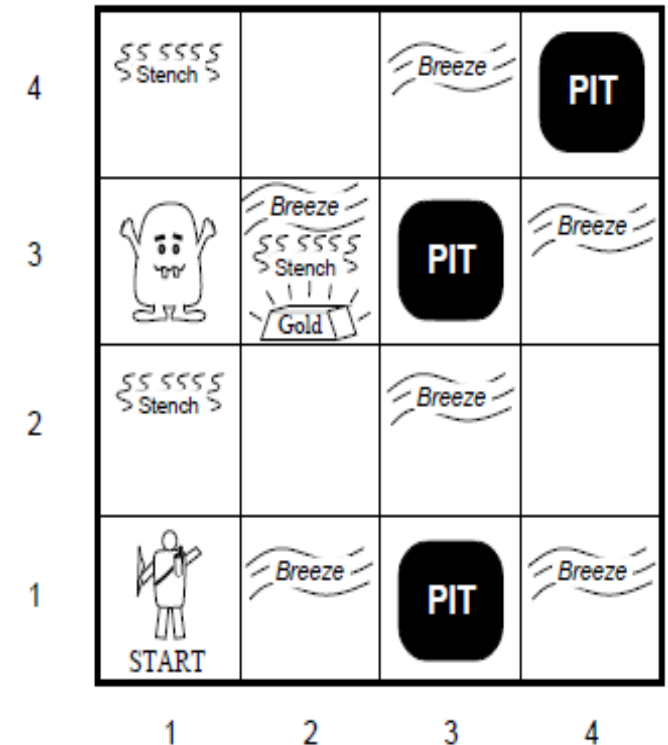 4
Stench
Breeze
PIT
3
Breeze
Stench
Gold
PIT
Breeze
2
Stench
Breeze
1
START
Breeze
PIT
Breeze
1 2 3 4